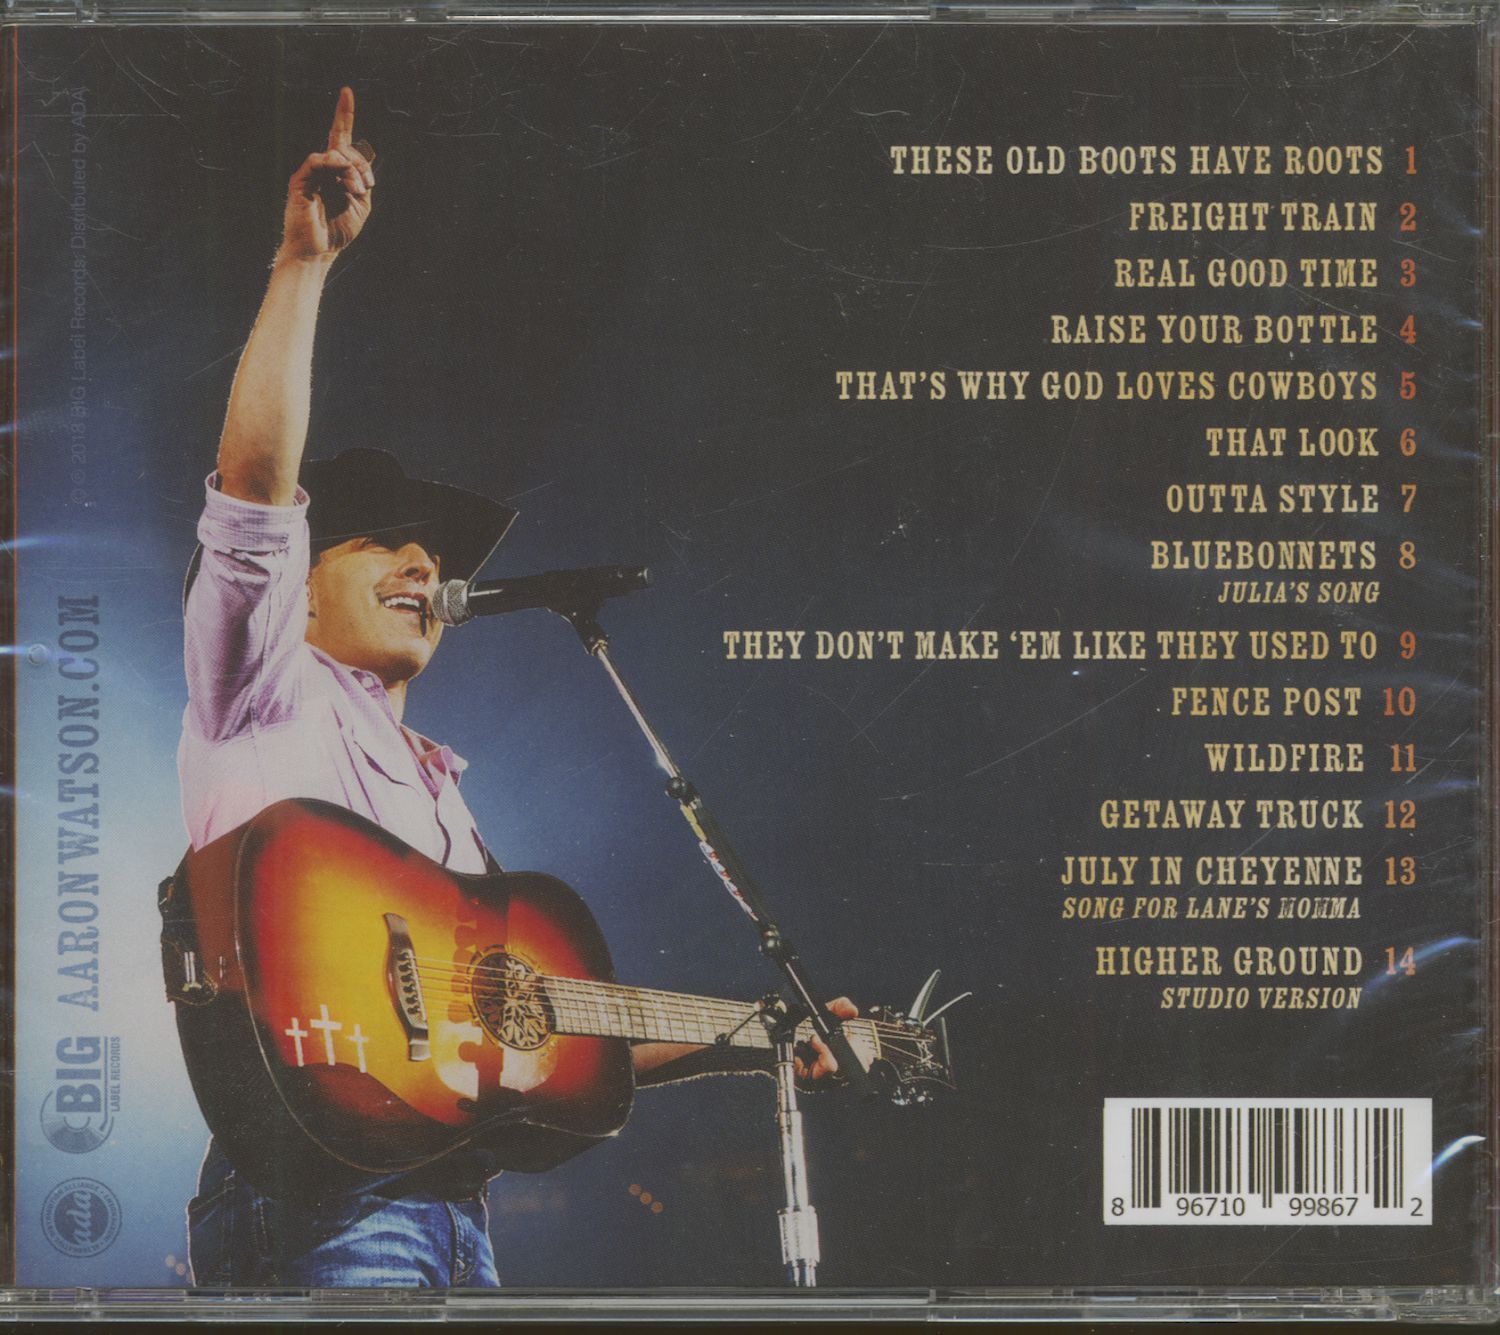 THESE OLD BOOTS HAVE ROOTS 1
FREIGHT TRAIN 2
REAL GOOD TIME 3
RAISE YOUR BOTTLE 4
THAT'S WHY GOD LOVES COWBOYS 5
THAT LOOK 6
OUTTA STYLE 7
BLUEBONNETS 8
JULIA'S SONG
THEY DON'T MAKE 'EM LIKE THEY USED TO 9
FENCE POST 10
WILDFIRE 11
GETAWAY TRUCK 12
JULY IN CHEYENNE 13
SONG FOR LANE'S MOMMA
HIGHER GROUND 14
STUDIO VERSION
8 96710 99867 2
℗ © 2018 BIG Label Records. Distributed by ADA
AARONWATSON.COM
BIG
LABEL RECORDS
ada